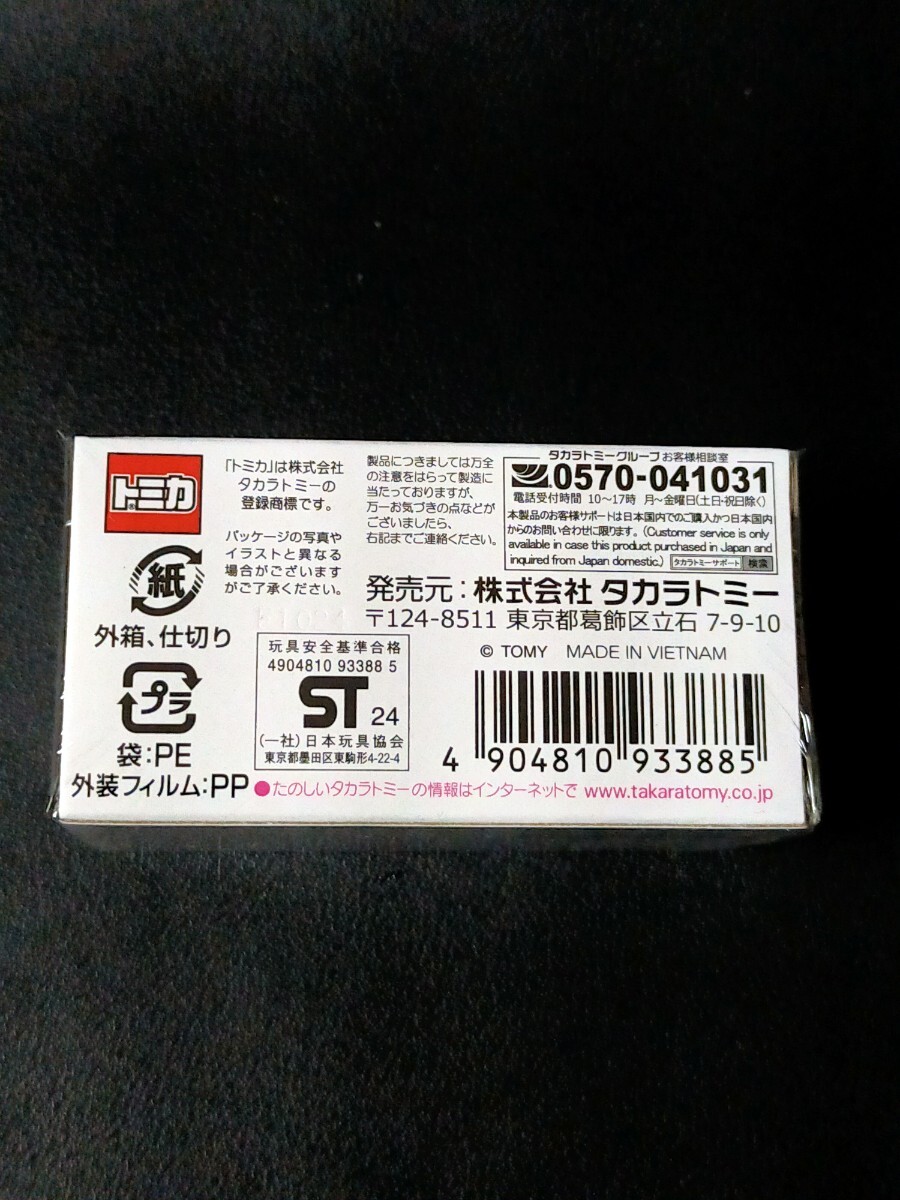 トミカ
®
「トミカ」は株式会社
タカラトミーの
登録商標です。
パッケージの写真や
イラストと異なる
場合がございます
がご了承ください。
製品につきましては万全
の注意をはらって製造に
当たっておりますが、
万一お気づきの点などが
ございましたら、
右記までご連絡ください。
タカラトミーグループ お客様相談室
0570-041031
電話受付時間 10〜17時 月〜金曜日(土日・祝日除く)
本製品のお客様サポートは日本国内でのご購入かつ日本国内
からのお問い合わせに限ります。(Customer service is only
available in case this product purchased in Japan and
inquired from Japan domestic.) タカラトミーサポート 検索
発売元:株式会社 タカラトミー
〒124-8511 東京都葛飾区立石 7-9-10
© TOMY MADE IN VIETNAM
紙
外箱、仕切り
プラ
袋:PE
外装フィルム:PP
玩具安全基準合格
4904810 93388 5
ST 24
(一社)日本玩具協会
東京都墨田区東駒形4-22-4
4 904810 933885
●たのしいタカラトミーの情報はインターネットで www.takaratomy.co.jp